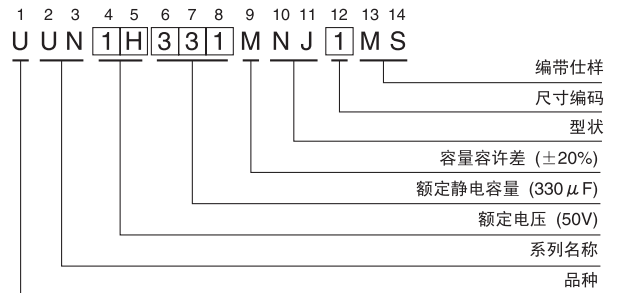 1 2 3 4 5 6 7 8 9 10 11 12 13 14
U U N 1 H 3 3 1 M N J 1 M S
编带仕样
尺寸编码
型状
容量容许差 (±20%)
额定静电容量 (330μF)
额定电压 (50V)
系列名称
品种